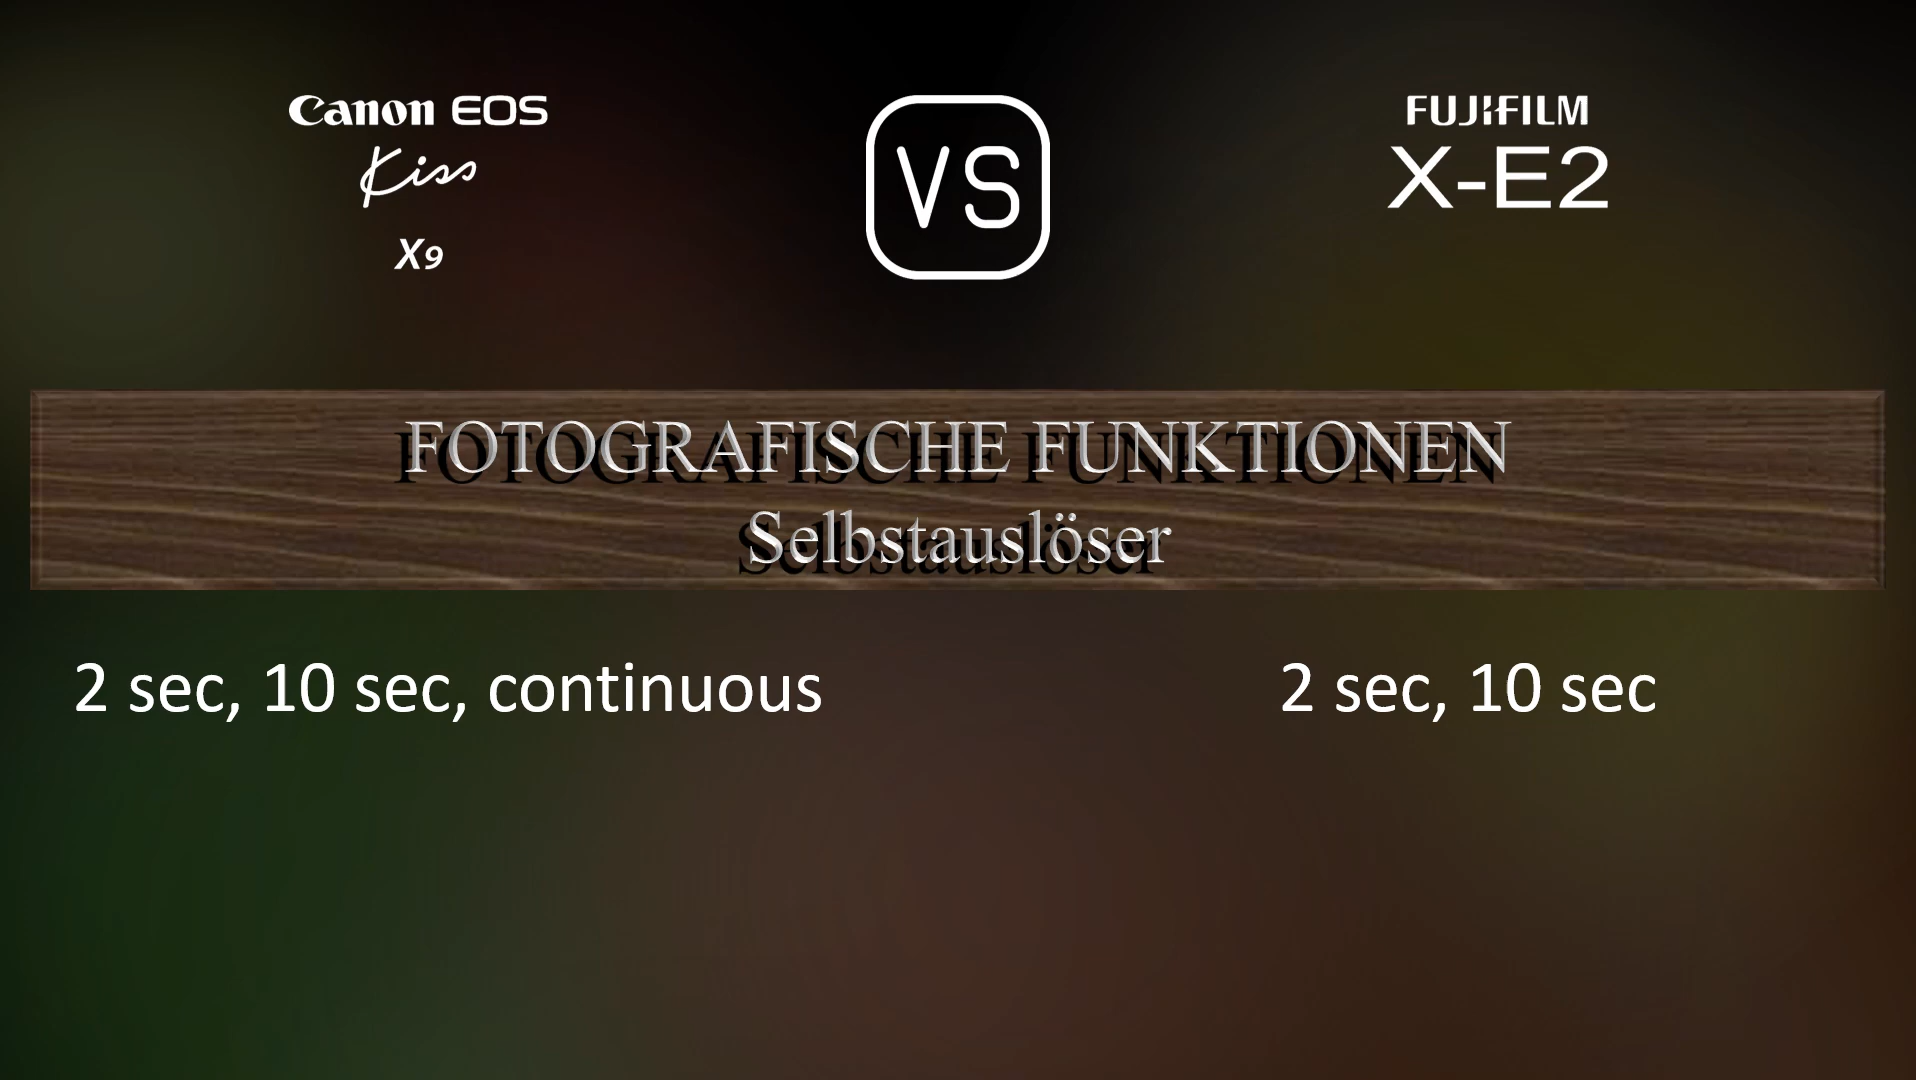 Canon EOS
Kiss
X9
VS
FUJIFILM
X-E2
FOTOGRAFISCHE FUNKTIONEN
Selbstauslöser
2 sec, 10 sec, continuous
2 sec, 10 sec